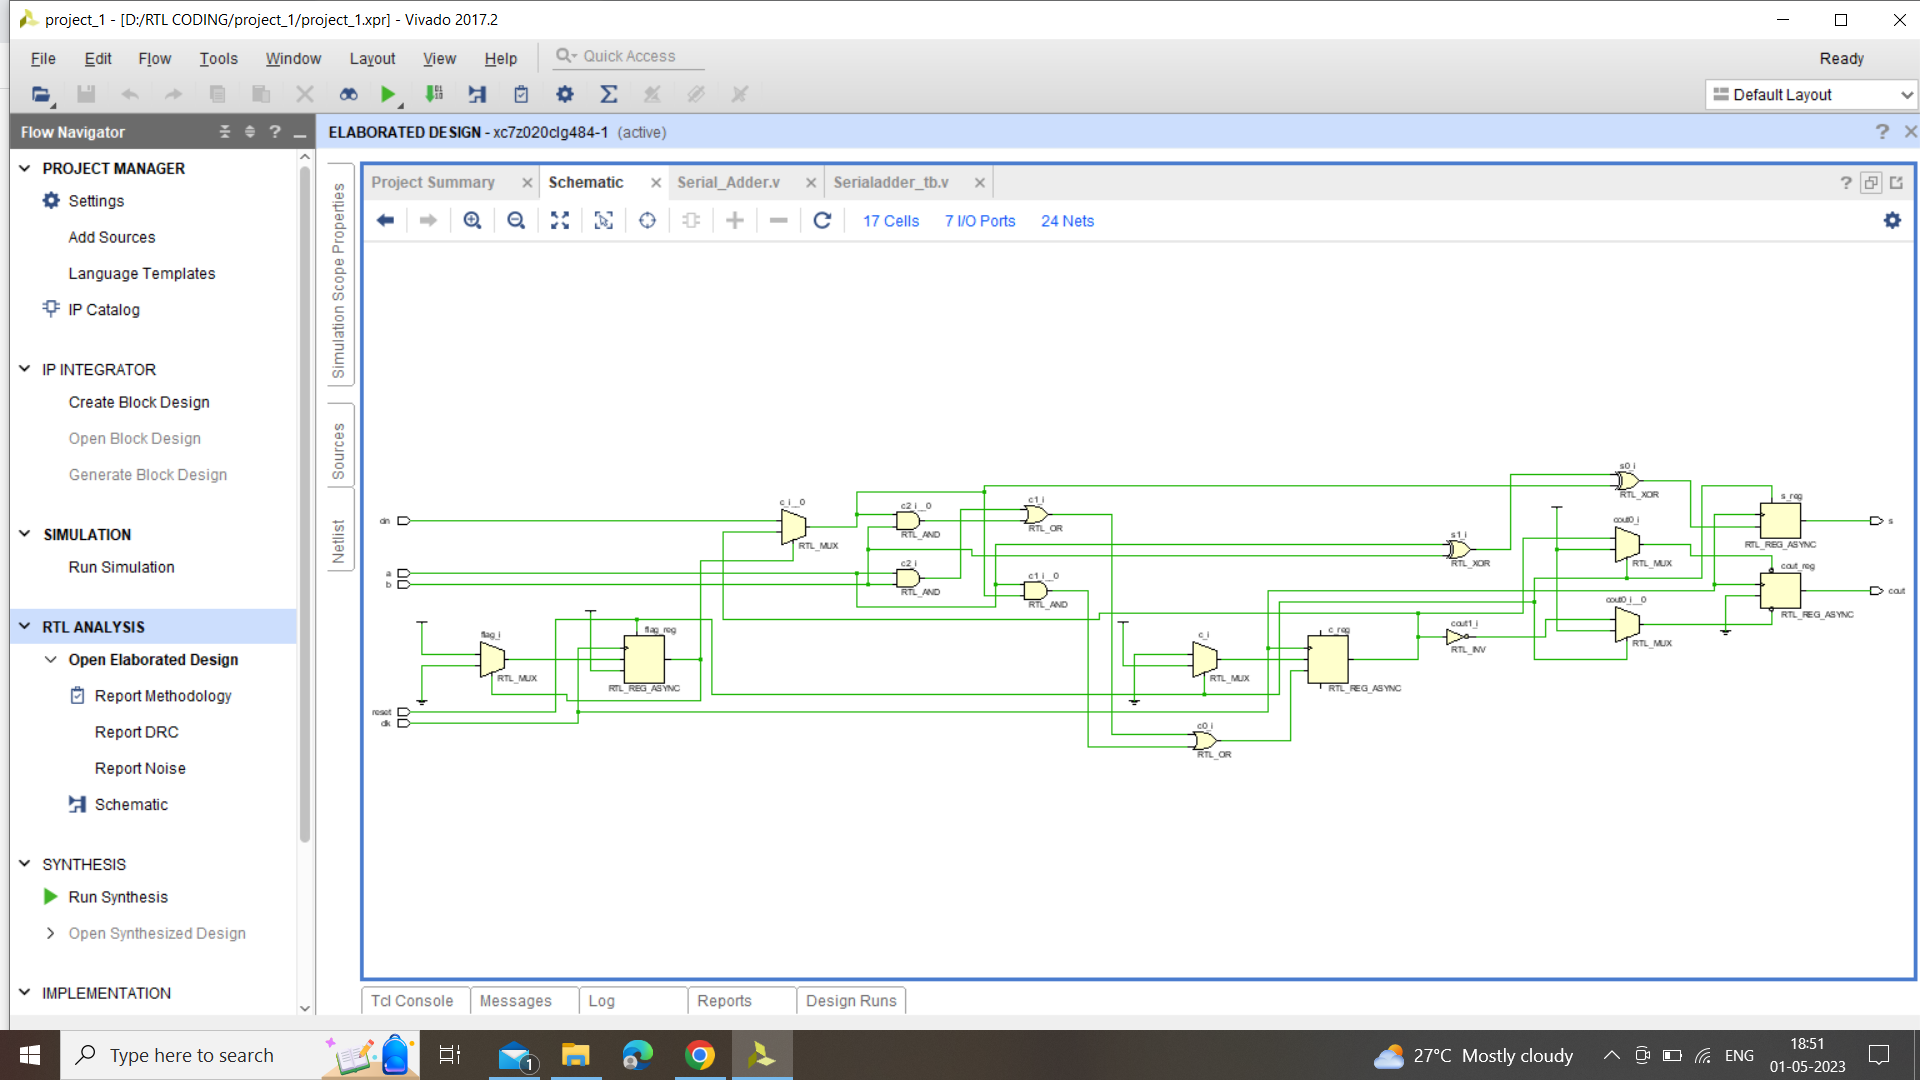 project_1 - [D:/RTL CODING/project_1/project_1.xpr] - Vivado 2017.2
File Edit Flow Tools Window Layout View Help Quick Access Ready
Default Layout
Flow Navigator
ELABORATED DESIGN - xc7z020clg484-1 (active)
PROJECT MANAGER
Settings
Add Sources
Language Templates
IP Catalog
IP INTEGRATOR
Create Block Design
Open Block Design
Generate Block Design
SIMULATION
Run Simulation
RTL ANALYSIS
Open Elaborated Design
Report Methodology
Report DRC
Report Noise
Schematic
SYNTHESIS
Run Synthesis
Open Synthesized Design
IMPLEMENTATION
Simulation Scope Properties
Sources
Netlist
Project Summary Schematic Serial_Adder.v Serialadder_tb.v
17 Cells 7 I/O Ports 24 Nets
s0_i
RTL_XOR
s_reg
RTL_REG_ASYNC
s
c_i__0
RTL_MUX
c2_i__0
RTL_AND
c1_i
RTL_OR
cout0_i
RTL_MUX
s1_i
RTL_XOR
a
b
c2_i
RTL_AND
c1_i__0
RTL_AND
cout_reg
RTL_REG_ASYNC
cout
cout0_i__0
RTL_MUX
flag_i
RTL_MUX
flag_reg
RTL_REG_ASYNC
c_i
RTL_MUX
c_reg
RTL_REG_ASYNC
cout1_i
RTL_INV
reset
clk
c0_i
RTL_OR
Tcl Console Messages Log Reports Design Runs
Type here to search
1
27°C Mostly cloudy
ENG
18:51
01-05-2023